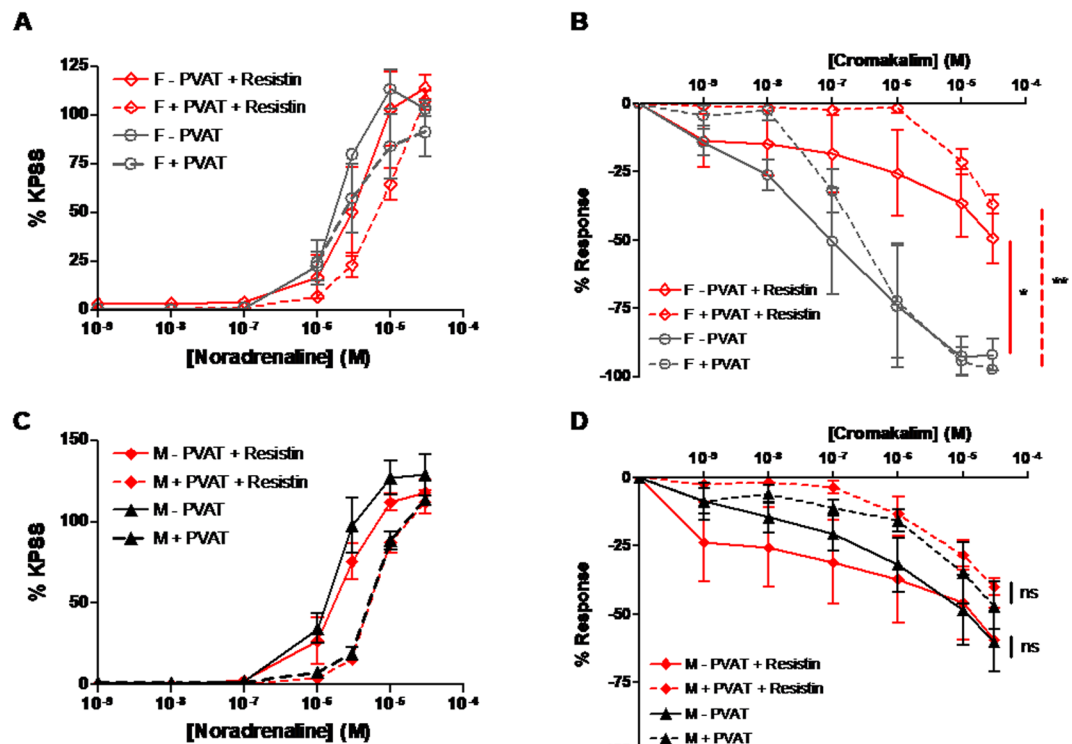 A
F - PVAT + Resistin
F + PVAT + Resistin
F - PVAT
F + PVAT
% KPSS
125
100
75
50
25
0
10⁻⁹ 10⁻⁸ 10⁻⁷ 10⁻⁶ 10⁻⁵ 10⁻⁴
[Noradrenaline] (M)
B
[Cromakalim] (M)
10⁻⁹ 10⁻⁸ 10⁻⁷ 10⁻⁶ 10⁻⁵ 10⁻⁴
% Response
0
-25
-50
-75
-100
F - PVAT + Resistin
F + PVAT + Resistin
F - PVAT
F + PVAT
*
**
C
M - PVAT + Resistin
M + PVAT + Resistin
M - PVAT
M + PVAT
% KPSS
150
100
50
0
10⁻⁹ 10⁻⁸ 10⁻⁷ 10⁻⁶ 10⁻⁵ 10⁻⁴
[Noradrenaline] (M)
D
[Cromakalim] (M)
10⁻⁹ 10⁻⁸ 10⁻⁷ 10⁻⁶ 10⁻⁵ 10⁻⁴
% Response
0
-25
-50
-75
ns
ns
M - PVAT + Resistin
M + PVAT + Resistin
M - PVAT
M + PVAT